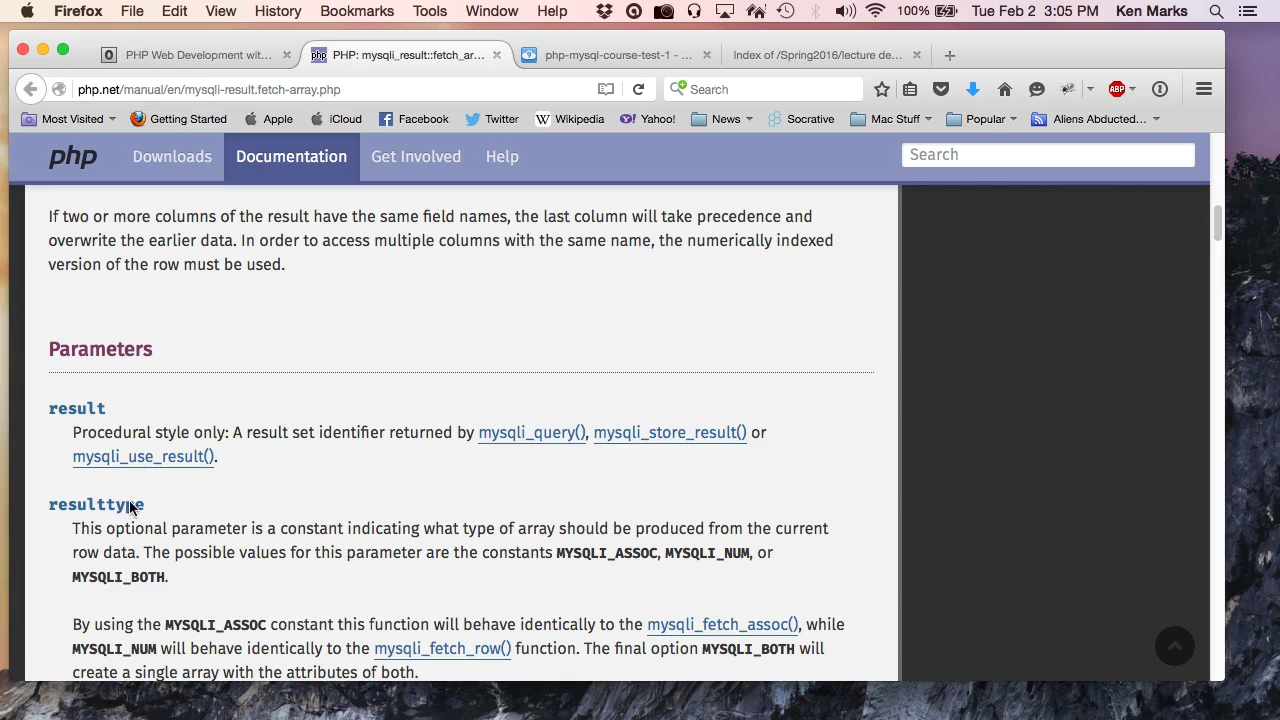 Firefox File Edit View History Bookmarks Tools Window Help 100% Tue Feb 2 3:05 PM Ken Marks
PHP Web Development wit... PHP: mysqli_result::fetch_ar... php-mysql-course-test-1 - ... Index of /Spring2016/lecture de...
php.net/manual/en/mysqli-result.fetch-array.php Search
Most Visited Getting Started Apple iCloud Facebook Twitter Wikipedia Yahoo! News Socrative Mac Stuff Popular Aliens Abducted...
php Downloads Documentation Get Involved Help Search
If two or more columns of the result have the same field names, the last column will take precedence and
overwrite the earlier data. In order to access multiple columns with the same name, the numerically indexed
version of the row must be used.
Parameters
result
Procedural style only: A result set identifier returned by mysqli_query(), mysqli_store_result() or
mysqli_use_result().
resulttype
This optional parameter is a constant indicating what type of array should be produced from the current
row data. The possible values for this parameter are the constants MYSQLI_ASSOC, MYSQLI_NUM, or
MYSQLI_BOTH.
By using the MYSQLI_ASSOC constant this function will behave identically to the mysqli_fetch_assoc(), while
MYSQLI_NUM will behave identically to the mysqli_fetch_row() function. The final option MYSQLI_BOTH will
create a single array with the attributes of both.